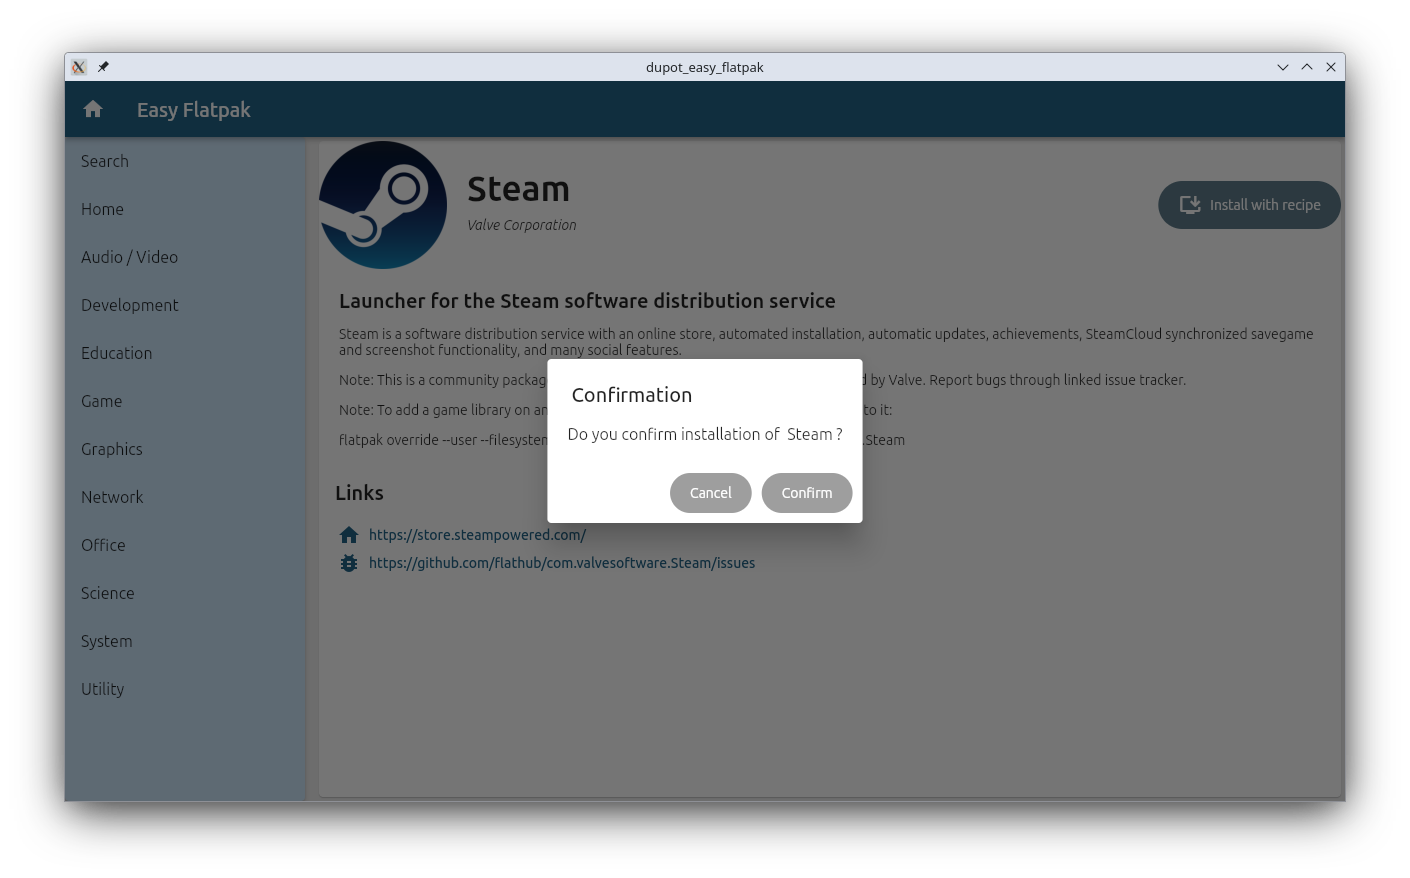 dupot_easy_flatpak
Easy Flatpak
Search
Home
Audio / Video
Development
Education
Game
Graphics
Network
Office
Science
System
Utility
Steam
Valve Corporation
Install with recipe
Launcher for the Steam software distribution service
Steam is a software distribution service with an online store, automated installation, automatic updates, achievements, SteamCloud synchronized savegame
and screenshot functionality, and many social features.
Note: This is a community packag d by Valve. Report bugs through linked issue tracker.
Note: To add a game library on an to it:
flatpak override --user --filesystem .Steam
Confirmation
Do you confirm installation of  Steam ?
Cancel
Confirm
Links
https://store.steampowered.com/
https://github.com/flathub/com.valvesoftware.Steam/issues